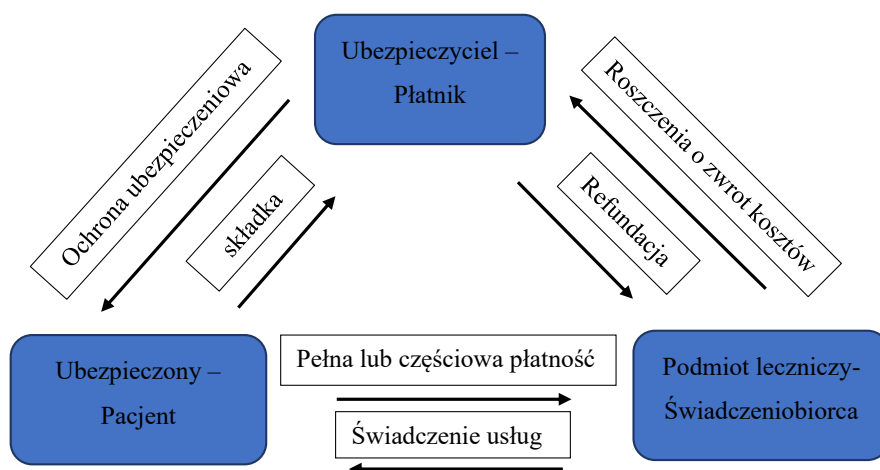 Ubezpieczyciel –
Płatnik
Ochrona ubezpieczeniowa
składka
Refundacja
Roszczenia o zwrot kosztów
Ubezpieczony –
Pacjent
Pełna lub częściowa płatność
Świadczenie usług
Podmiot leczniczy-
Świadczeniobiorca